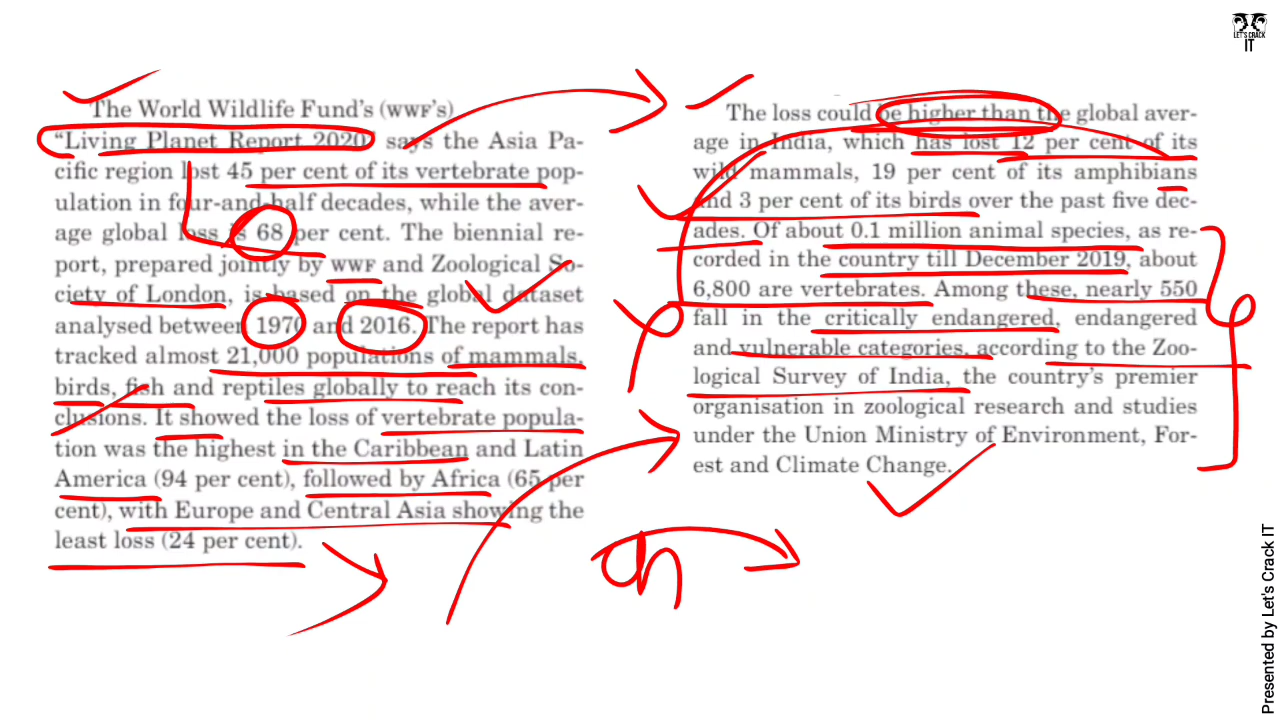 The World Wildlife Fund's (WWF's)
“Living Planet Report 2020” says the Asia Pa-
cific region lost 45 per cent of its vertebrate pop-
ulation in four-and-half decades, while the aver-
age global loss is 68 per cent. The biennial re-
port, prepared jointly by WWF and Zoological So-
ciety of London, is based on the global dataset
analysed between 1970 and 2016. The report has
tracked almost 21,000 populations of mammals,
birds, fish and reptiles globally to reach its con-
clusions. It showed the loss of vertebrate popula-
tion was the highest in the Caribbean and Latin
America (94 per cent), followed by Africa (65 per
cent), with Europe and Central Asia showing the
least loss (24 per cent).
The loss could be higher than the global aver-
age in India, which has lost 12 per cent of its
wild mammals, 19 per cent of its amphibians
and 3 per cent of its birds over the past five dec-
ades. Of about 0.1 million animal species, as re-
corded in the country till December 2019, about
6,800 are vertebrates. Among these, nearly 550
fall in the critically endangered, endangered
and vulnerable categories, according to the Zoo-
logical Survey of India, the country's premier
organisation in zoological research and studies
under the Union Ministry of Environment, For-
est and Climate Change.
LET'S CRACK
IT
Presented by Let's Crack IT